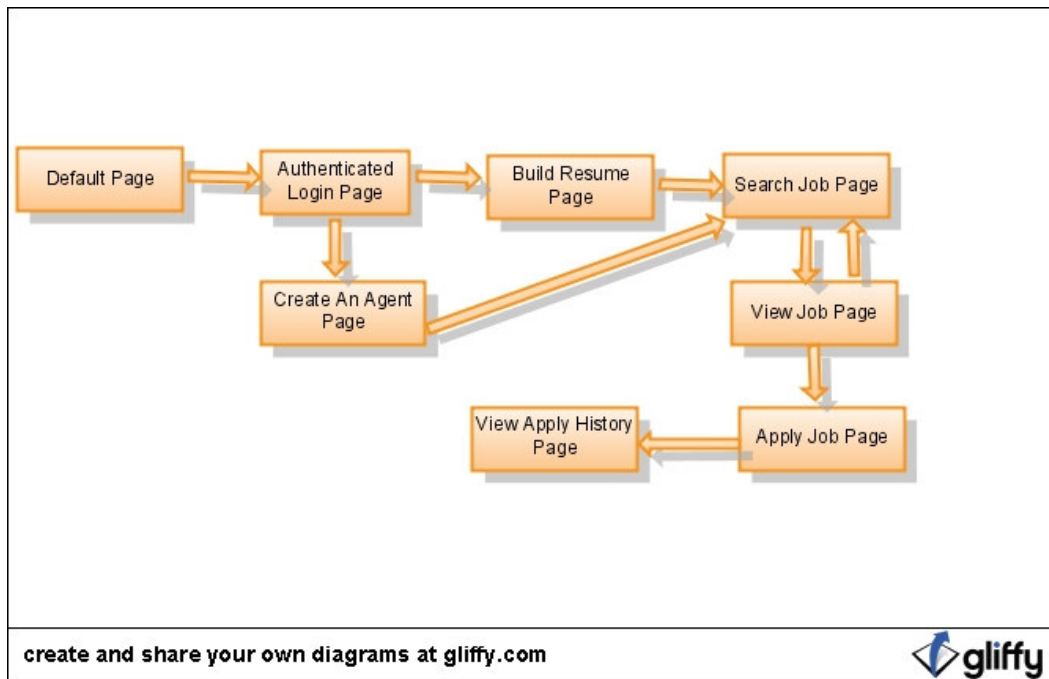 Default Page
Authenticated
Login Page
Build Resume
Page
Search Job Page
Create An Agent
Page
View Job Page
View Apply History
Page
Apply Job Page
create and share your own diagrams at gliffy.com
gliffy